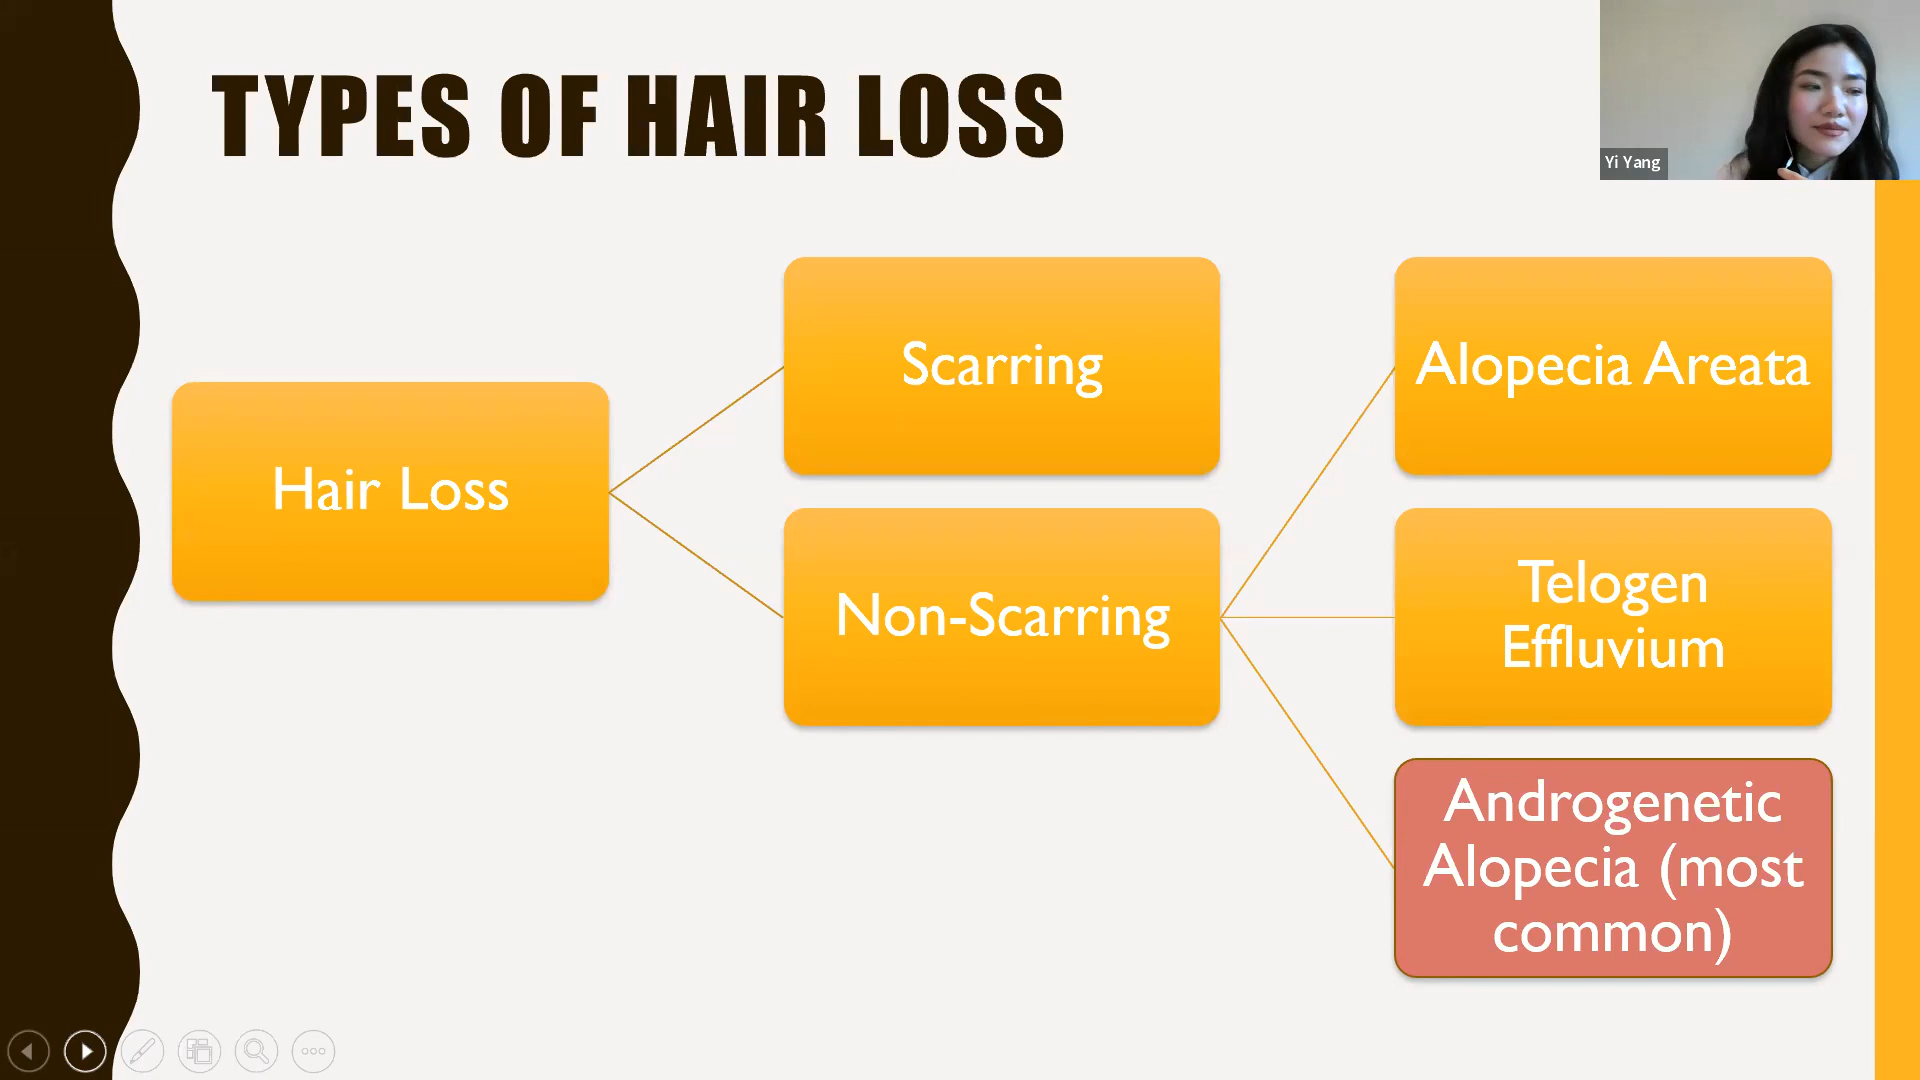 TYPES OF HAIR LOSS
Yi Yang
Hair Loss
Scarring
Non-Scarring
Alopecia Areata
Telogen
Effluvium
Androgenetic
Alopecia (most
common)